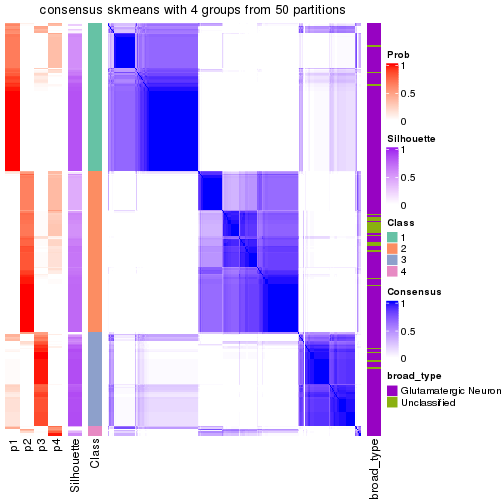 consensus skmeans with 4 groups from 50 partitions
Prob
1
0.5
0
Silhouette
1
0.5
0
Class
1
2
3
4
Consensus
1
0.5
0
broad_type
Glutamatergic Neuron
Unclassified
p1
p2
p3
p4
Silhouette
Class
broad_type